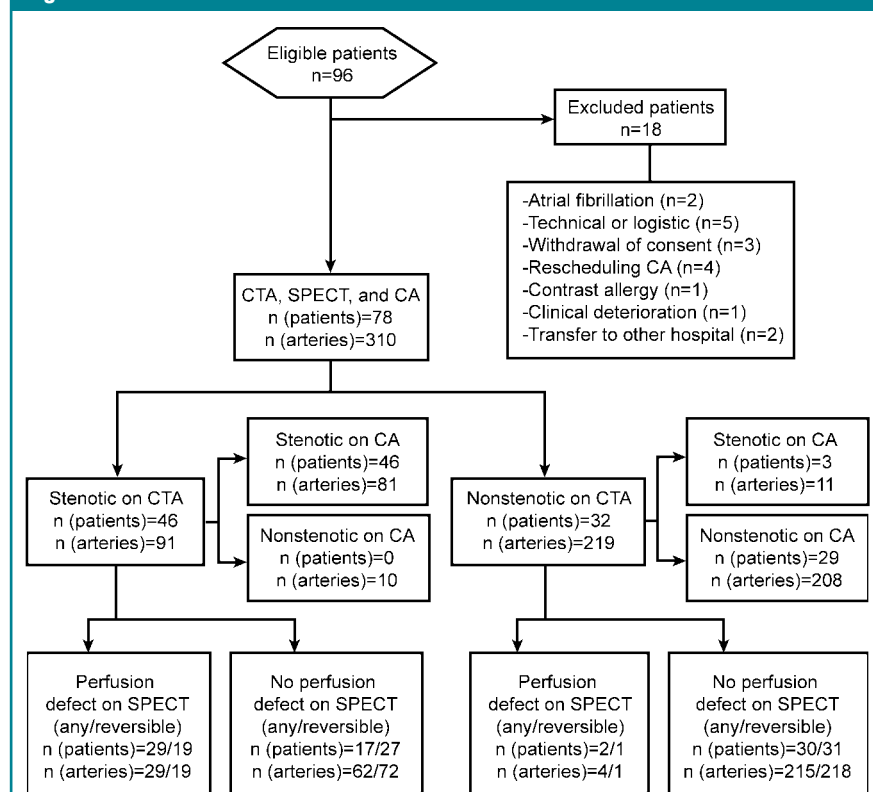 Eligible patients
n=96
Excluded patients
n=18
-Atrial fibrillation (n=2)
-Technical or logistic (n=5)
-Withdrawal of consent (n=3)
-Rescheduling CA (n=4)
-Contrast allergy (n=1)
-Clinical deterioration (n=1)
-Transfer to other hospital (n=2)
CTA, SPECT, and CA
n (patients)=78
n (arteries)=310
Stenotic on CTA
n (patients)=46
n (arteries)=91
Stenotic on CA
n (patients)=46
n (arteries)=81
Nonstenotic on CA
n (patients)=0
n (arteries)=10
Nonstenotic on CTA
n (patients)=32
n (arteries)=219
Stenotic on CA
n (patients)=3
n (arteries)=11
Nonstenotic on CA
n (patients)=29
n (arteries)=208
Perfusion
defect on SPECT
(any/reversible)
n (patients)=29/19
n (arteries)=29/19
No perfusion
defect on SPECT
(any/reversible)
n (patients)=17/27
n (arteries)=62/72
Perfusion
defect on SPECT
(any/reversible)
n (patients)=2/1
n (arteries)=4/1
No perfusion
defect on SPECT
(any/reversible)
n (patients)=30/31
n (arteries)=215/218